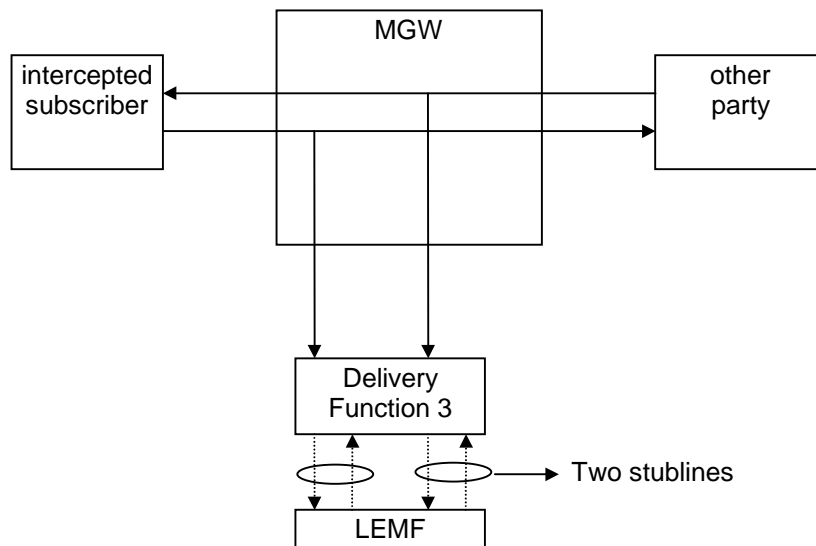 MGW
intercepted
subscriber
other
party
Delivery
Function 3
Two stublines
LEMF